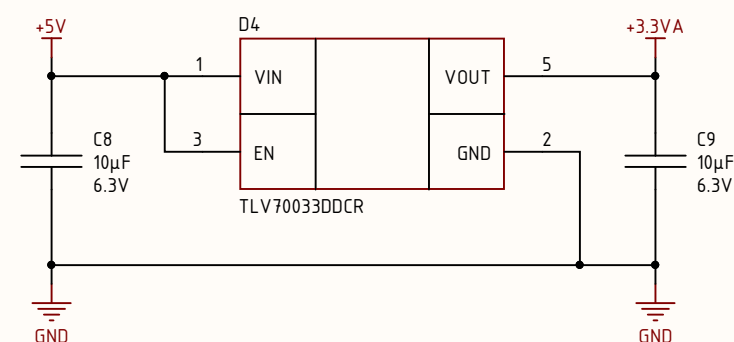 +5V
D4
+3.3VA
1
VIN
VOUT
5
3
EN
GND
2
C8
10µF
6.3V
C9
10µF
6.3V
TLV70033DDCR
GND
GND